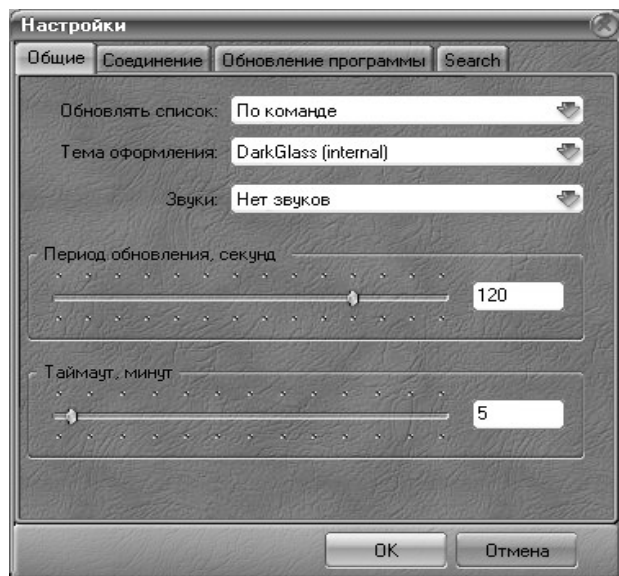 Настройки
Общие Соединение Обновление программы Search
Обновлять список: По команде
Тема оформления: DarkGlass (internal)
Звуки: Нет звуков
Период обновления, секунд
120
Таймаут, минут
5
OK Отмена